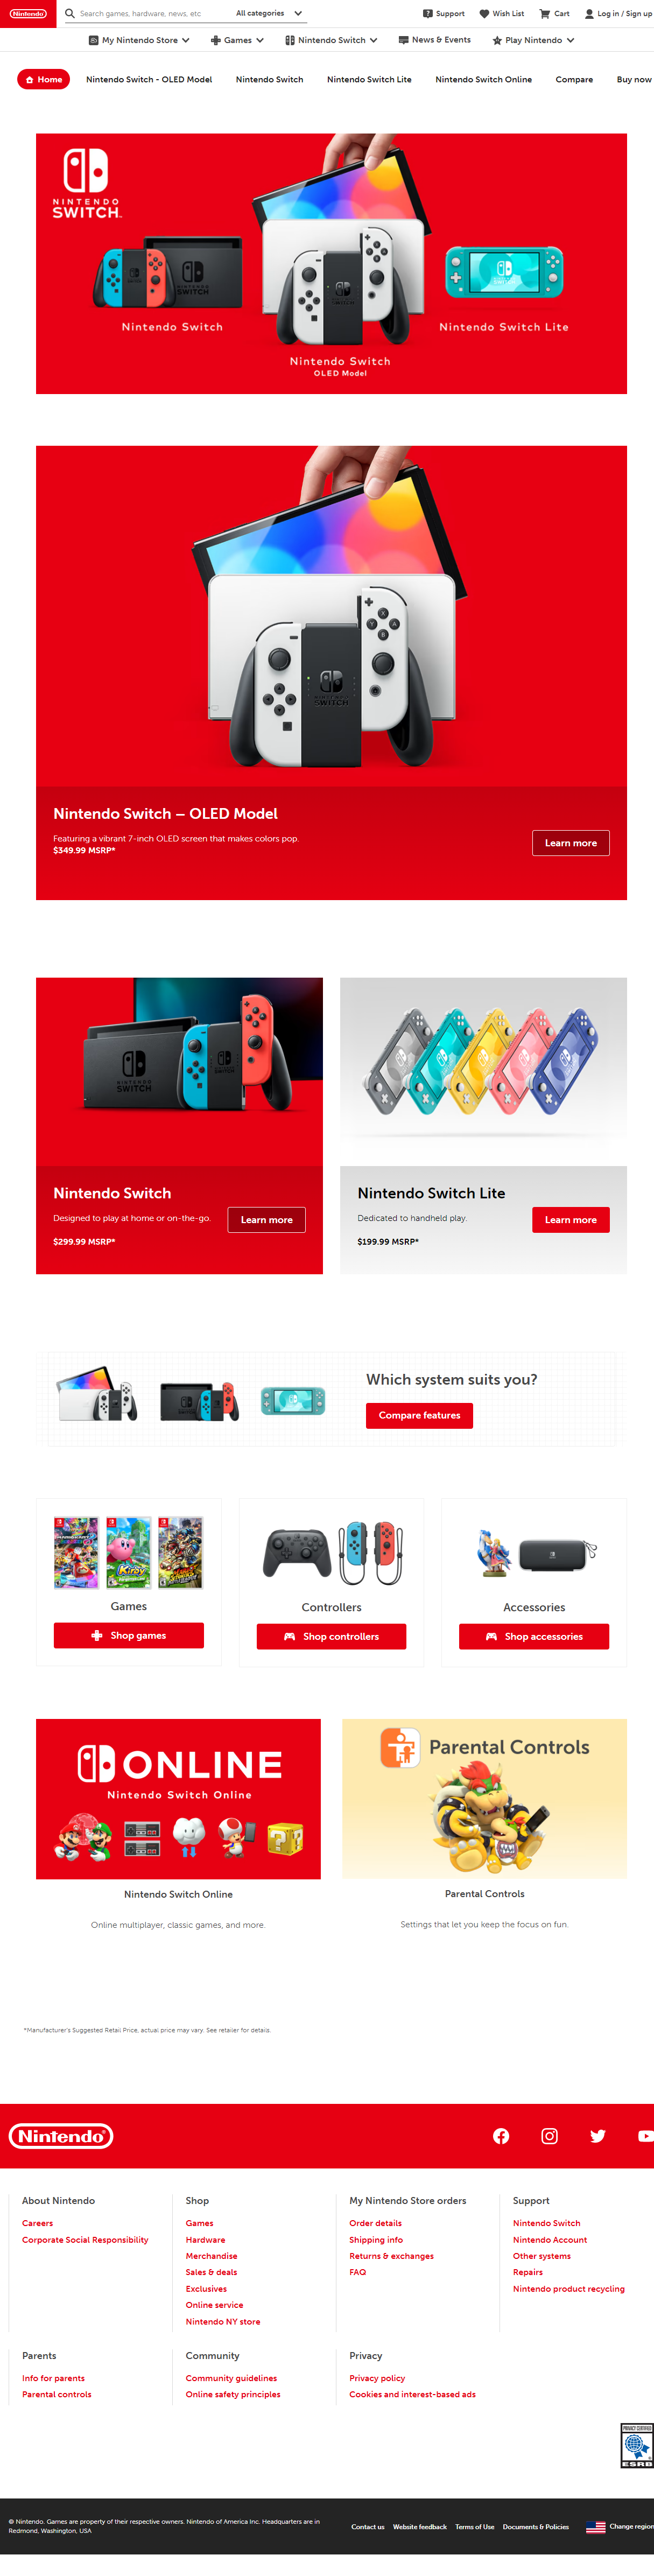 Nintendo
Search games, hardware, news, etc
All categories
Support
Wish List
Cart
Log in / Sign up
My Nintendo Store
Games
Nintendo Switch
News & Events
Play Nintendo
Home
Nintendo Switch - OLED Model
Nintendo Switch
Nintendo Switch Lite
Nintendo Switch Online
Compare
Buy now
NINTENDO
SWITCH
Nintendo Switch
Nintendo Switch Lite
Nintendo Switch
OLED Model
Nintendo Switch – OLED Model
Featuring a vibrant 7-inch OLED screen that makes colors pop.
$349.99 MSRP*
Learn more
Nintendo Switch
Designed to play at home or on-the-go.
$299.99 MSRP*
Learn more
Nintendo Switch Lite
Dedicated to handheld play.
$199.99 MSRP*
Learn more
Which system suits you?
Compare features
Games
Shop games
Controllers
Shop controllers
Accessories
Shop accessories
ONLINE
Nintendo Switch Online
Parental Controls
Nintendo Switch Online
Online multiplayer, classic games, and more.
Parental Controls
Settings that let you keep the focus on fun.
*Manufacturer's Suggested Retail Price, actual price may vary. See retailer for details.
Nintendo
About Nintendo
Careers
Corporate Social Responsibility
Shop
Games
Hardware
Merchandise
Sales & deals
Exclusives
Online service
Nintendo NY store
My Nintendo Store orders
Order details
Shipping info
Returns & exchanges
FAQ
Support
Nintendo Switch
Nintendo Account
Other systems
Repairs
Nintendo product recycling
Parents
Info for parents
Parental controls
Community
Community guidelines
Online safety principles
Privacy
Privacy policy
Cookies and interest-based ads
PRIVACY CERTIFIED
ESRB
© Nintendo. Games are property of their respective owners. Nintendo of America Inc. Headquarters are in
Redmond, Washington, USA
Contact us
Website feedback
Terms of Use
Documents & Policies
Change region